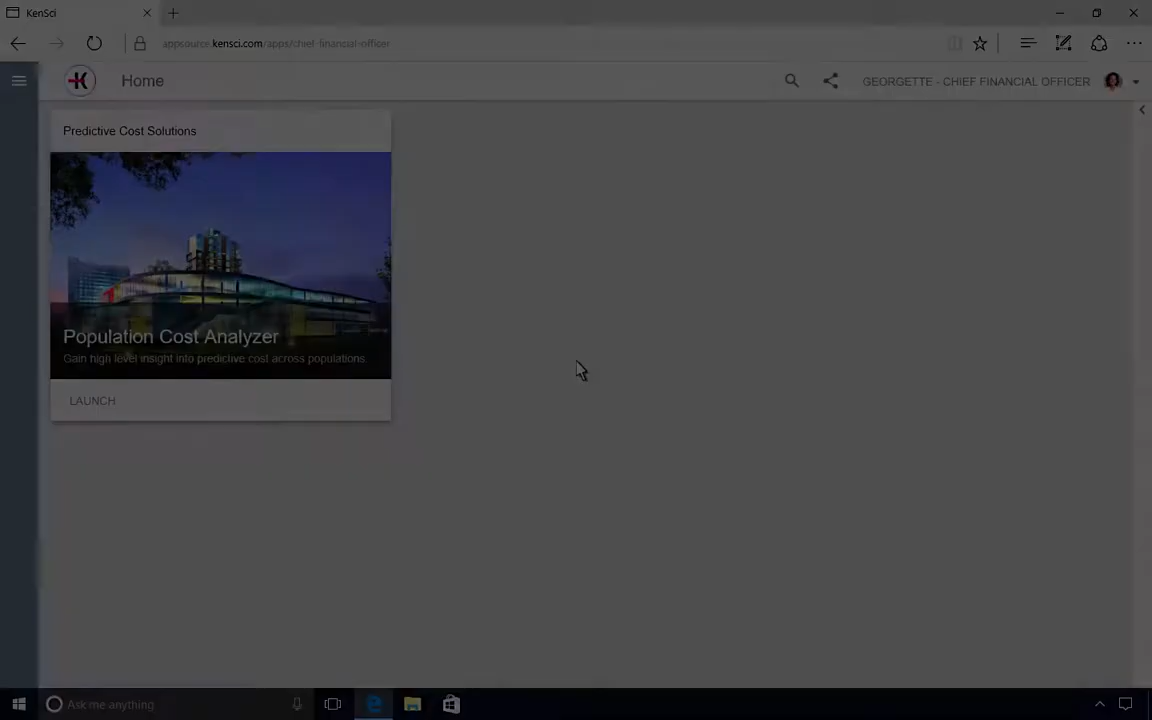 KenSci
appsource.kensci.com/apps/chief-financial-officer
K
Home
GEORGETTE - CHIEF FINANCIAL OFFICER
Predictive Cost Solutions
Population Cost Analyzer
Gain high level insight into predictive cost across populations.
LAUNCH
Ask me anything